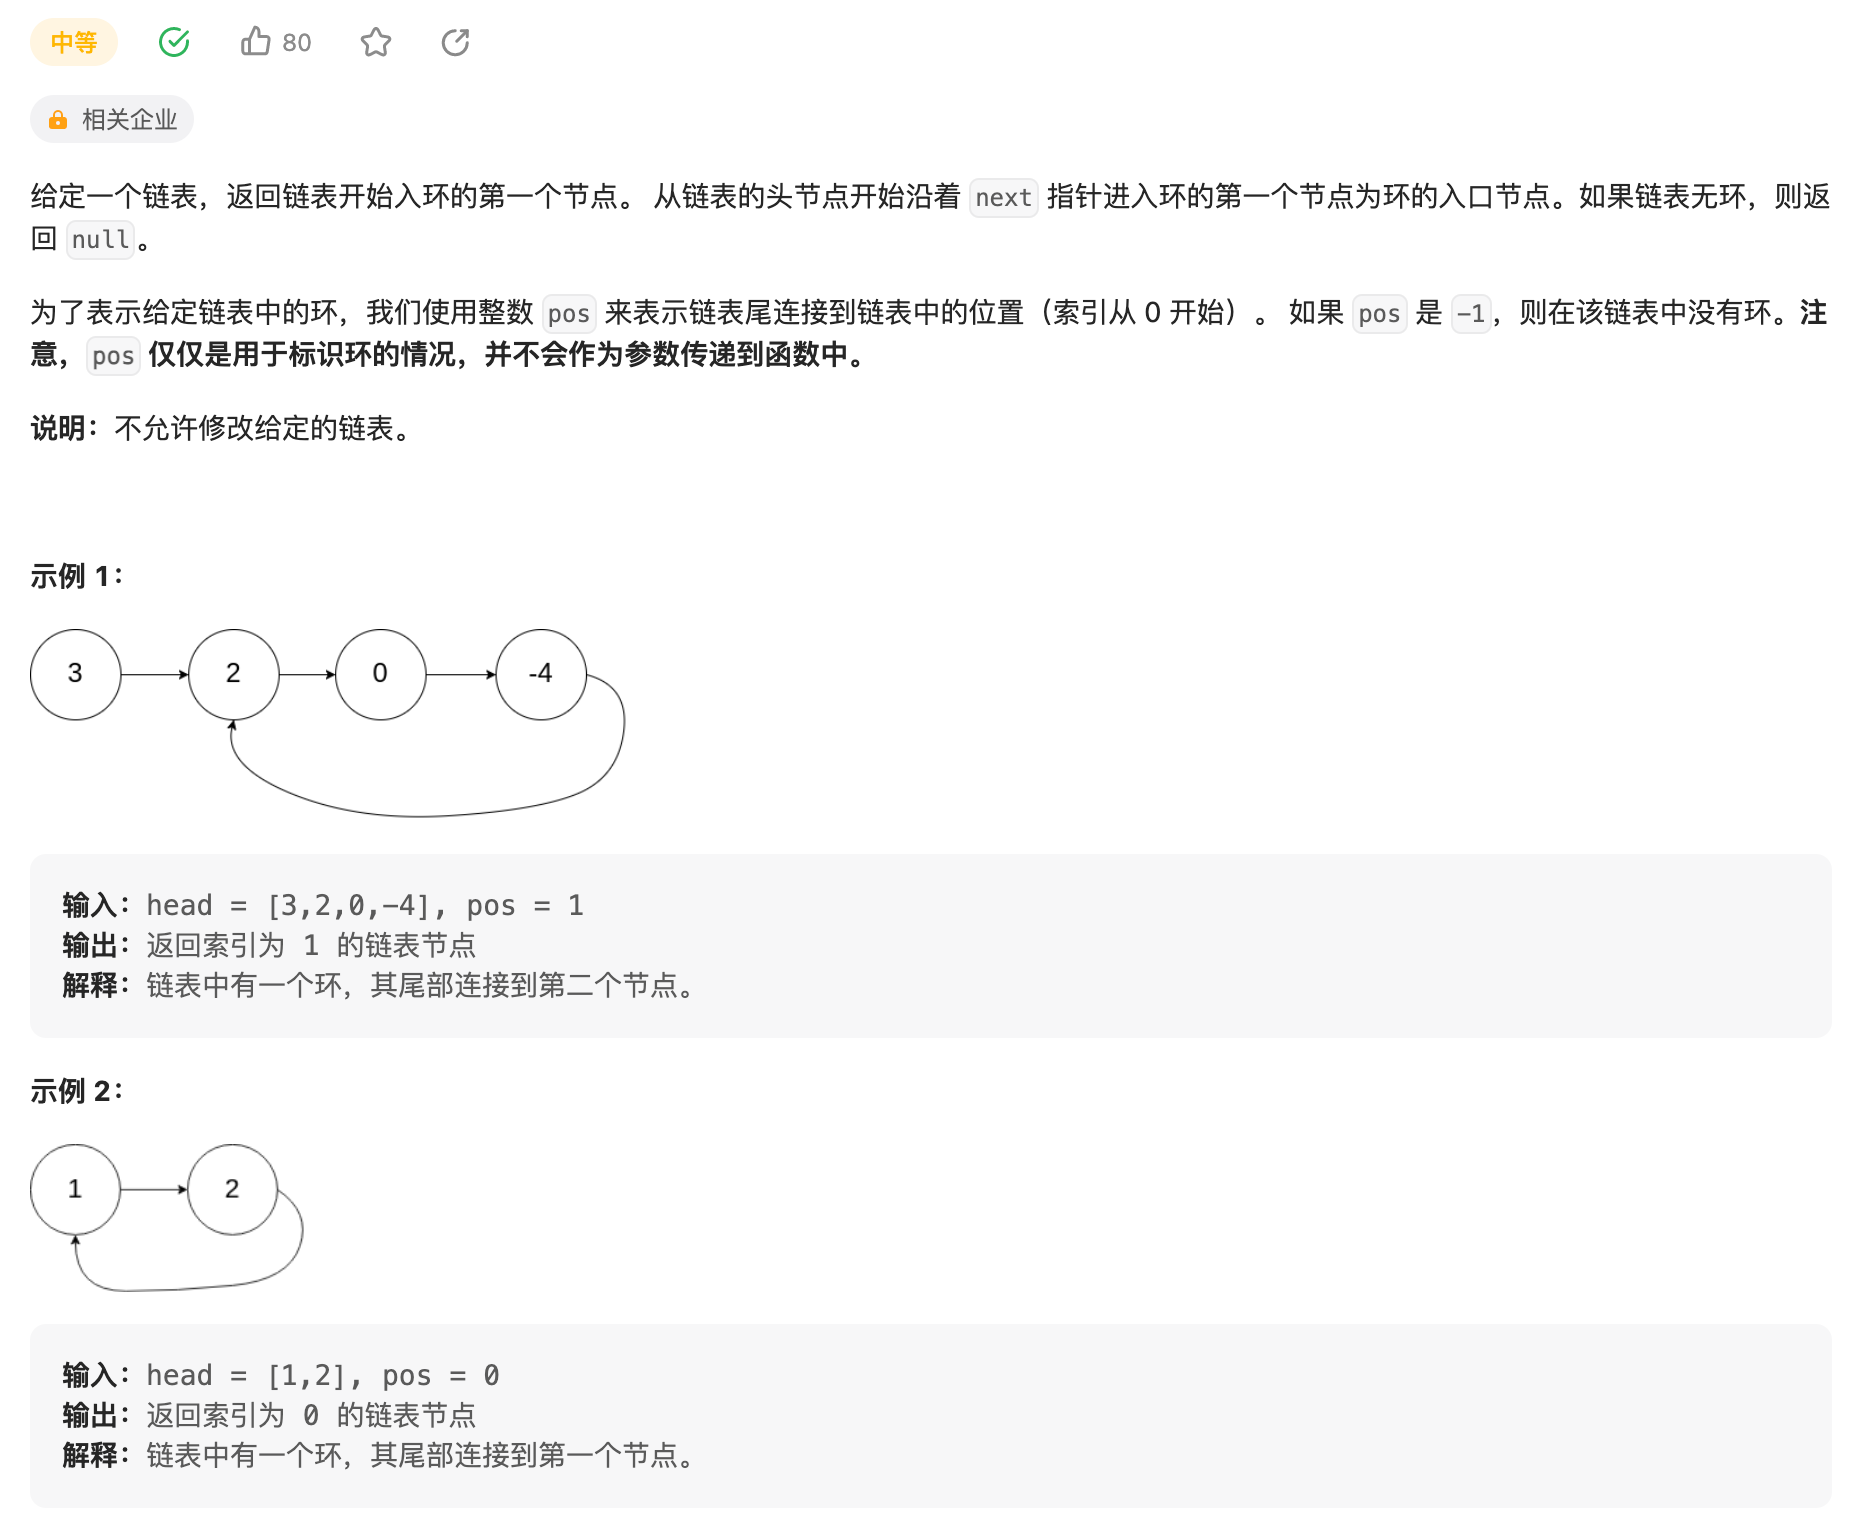 中等 80
相关企业
给定一个链表，返回链表开始入环的第一个节点。 从链表的头节点开始沿着 next 指针进入环的第一个节点为环的入口节点。如果链表无环，则返
回 null。
为了表示给定链表中的环，我们使用整数 pos 来表示链表尾连接到链表中的位置（索引从 0 开始）。 如果 pos 是 -1，则在该链表中没有环。注
意，pos 仅仅是用于标识环的情况，并不会作为参数传递到函数中。
说明：不允许修改给定的链表。
示例 1：
3 2 0 -4
输入：head = [3,2,0,-4], pos = 1
输出：返回索引为 1 的链表节点
解释：链表中有一个环，其尾部连接到第二个节点。
示例 2：
1 2
输入：head = [1,2], pos = 0
输出：返回索引为 0 的链表节点
解释：链表中有一个环，其尾部连接到第一个节点。